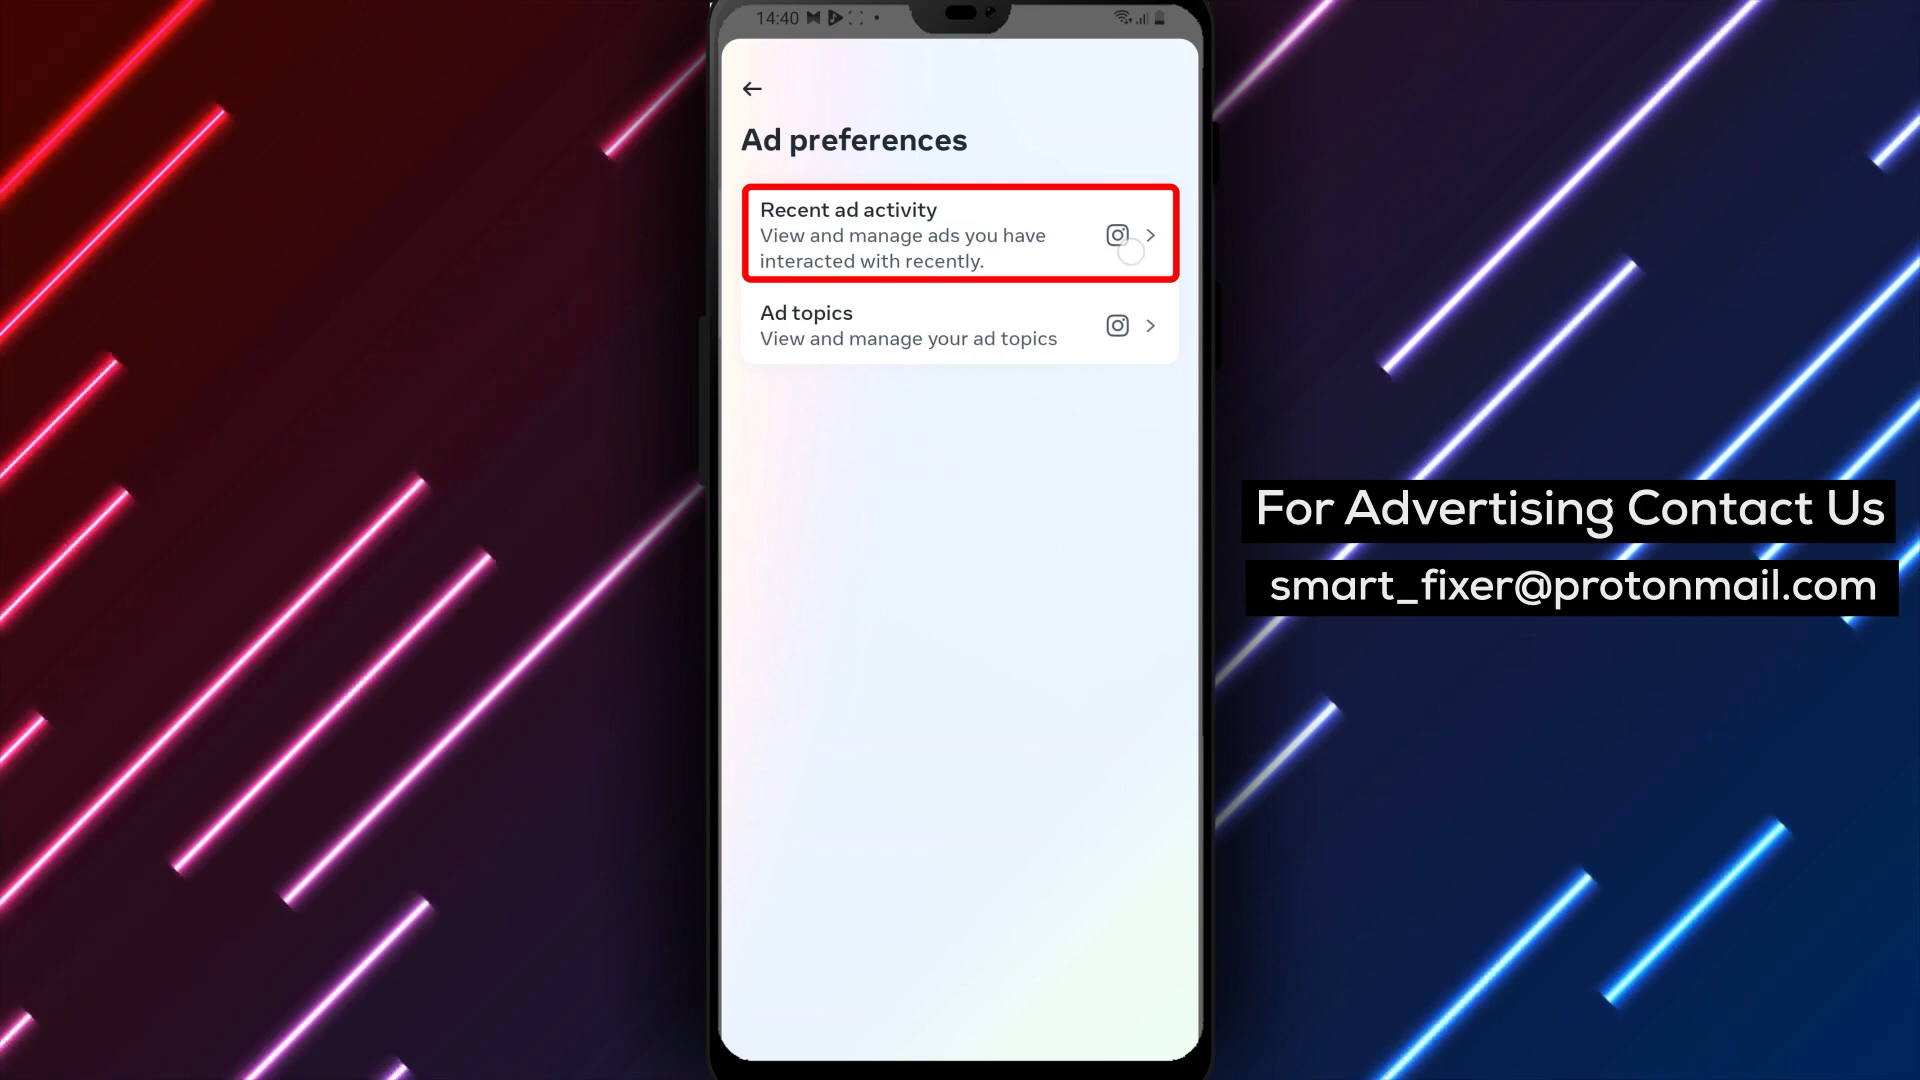 14:40
Ad preferences
Recent ad activity
View and manage ads you have
interacted with recently.
Ad topics
View and manage your ad topics
For Advertising Contact Us
smart_fixer@protonmail.com